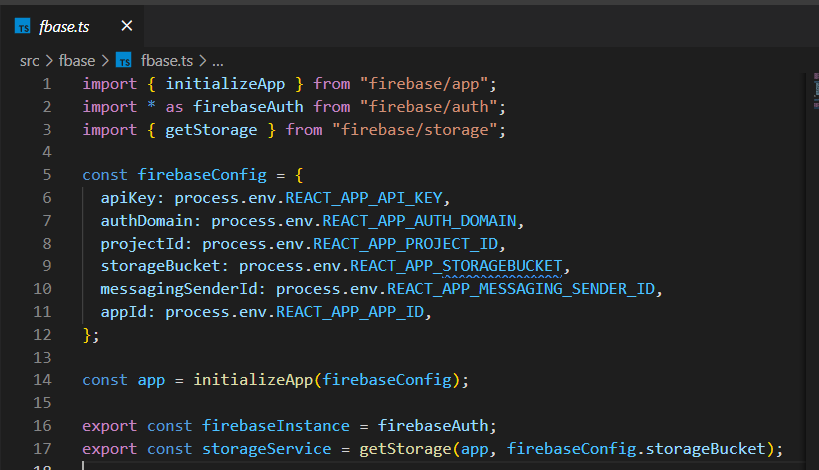 TS fbase.ts ×
src > fbase > TS fbase.ts > ...
1 import { initializeApp } from "firebase/app";
2 import * as firebaseAuth from "firebase/auth";
3 import { getStorage } from "firebase/storage";
4
5 const firebaseConfig = {
6 apiKey: process.env.REACT_APP_API_KEY,
7 authDomain: process.env.REACT_APP_AUTH_DOMAIN,
8 projectId: process.env.REACT_APP_PROJECT_ID,
9 storageBucket: process.env.REACT_APP_STORAGEBUCKET,
10 messagingSenderId: process.env.REACT_APP_MESSAGING_SENDER_ID,
11 appId: process.env.REACT_APP_APP_ID,
12 };
13
14 const app = initializeApp(firebaseConfig);
15
16 export const firebaseInstance = firebaseAuth;
17 export const storageService = getStorage(app, firebaseConfig.storageBucket);
18